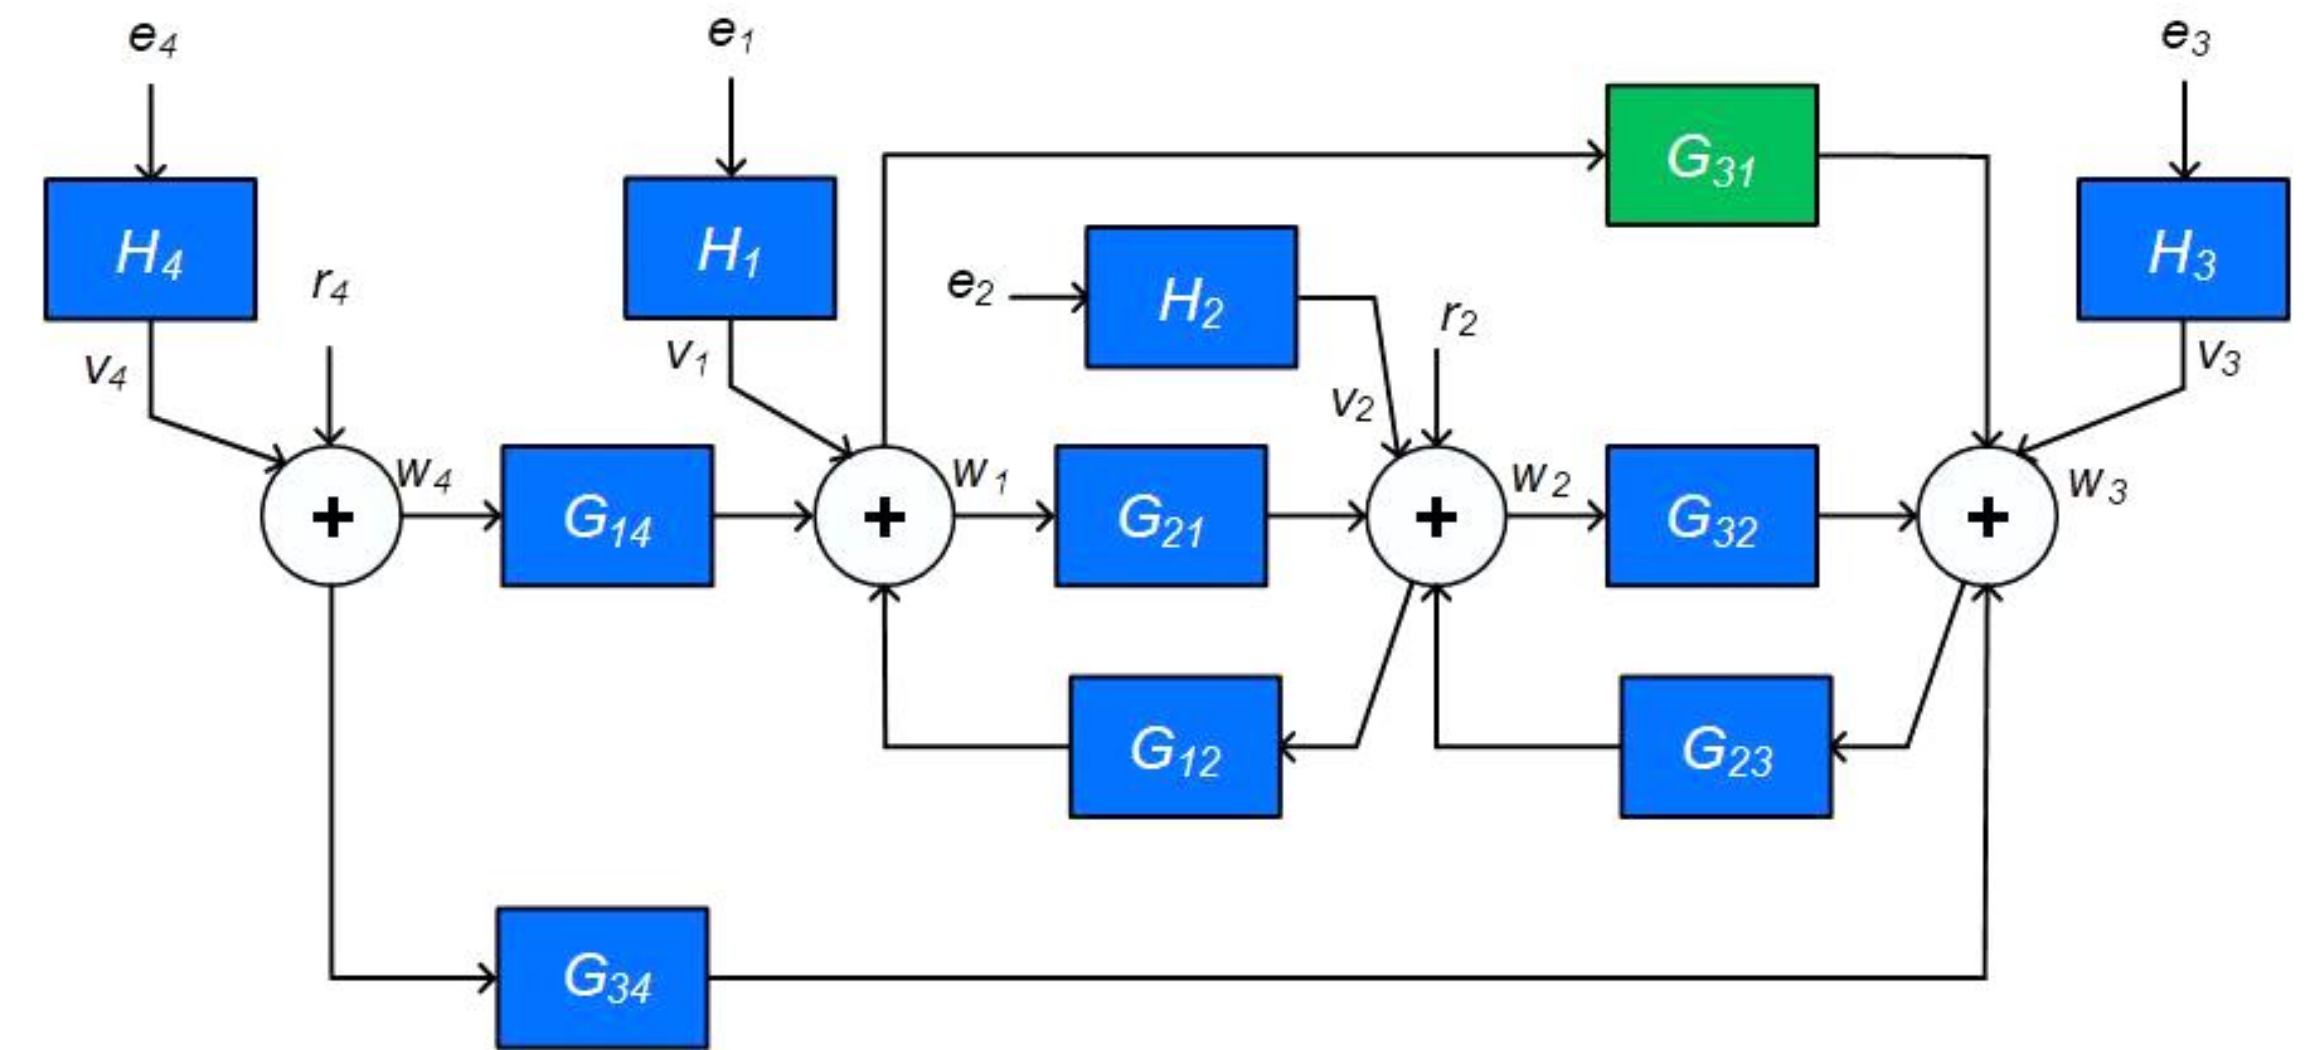 e4
e1
e3
H4
H1
G31
H3
r4
e2
H2
r2
v4
v1
v2
v3
+
w4
G14
+
w1
G21
+
w2
G32
+
w3
G12
G23
G34